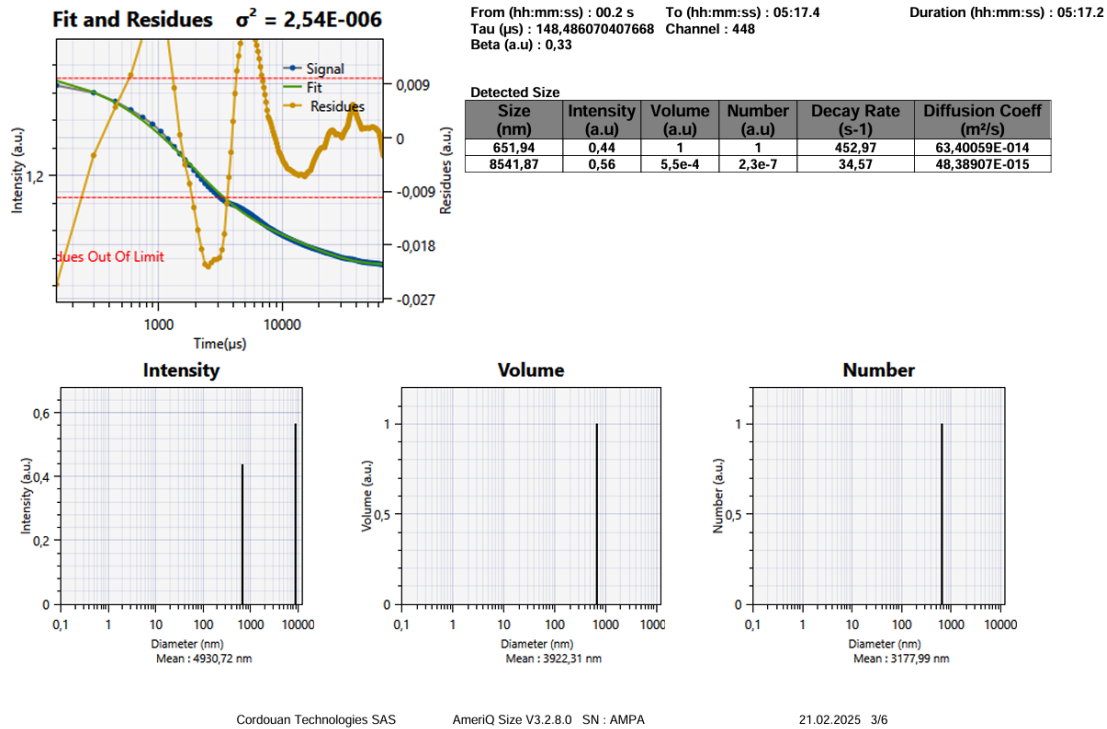 Fit and Residues σ² = 2,54E-006
From (hh:mm:ss) : 00.2 s To (hh:mm:ss) : 05:17.4 Duration (hh:mm:ss) : 05:17.2
Tau (µs) : 148,486070407668 Channel : 448
Beta (a.u) : 0,33
Signal
Fit
Residues
Intensity (a.u.)
1,2
0,009
0
-0,009
-0,018
-0,027
Residues (a.u.)
dues Out Of Limit
1000 10000
Time(µs)
Detected Size
Size (nm) Intensity (a.u) Volume (a.u) Number (a.u) Decay Rate (s-1) Diffusion Coeff (m²/s)
651,94 0,44 1 1 452,97 63,40059E-014
8541,87 0,56 5,5e-4 2,3e-7 34,57 48,38907E-015
Intensity
Intensity (a.u.)
0,6
0,4
0,2
0
0,1 1 10 100 1000 10000
Diameter (nm)
Mean : 4930,72 nm
Volume
Volume (a.u.)
1
0,5
0
0,1 1 10 100 1000 1000
Diameter (nm)
Mean : 3922,31 nm
Number
Number (a.u.)
1
0,5
0
0,1 1 10 100 1000 10000
Diameter (nm)
Mean : 3177,99 nm
Cordouan Technologies SAS AmeriQ Size V3.2.8.0 SN : AMPA 21.02.2025 3/6